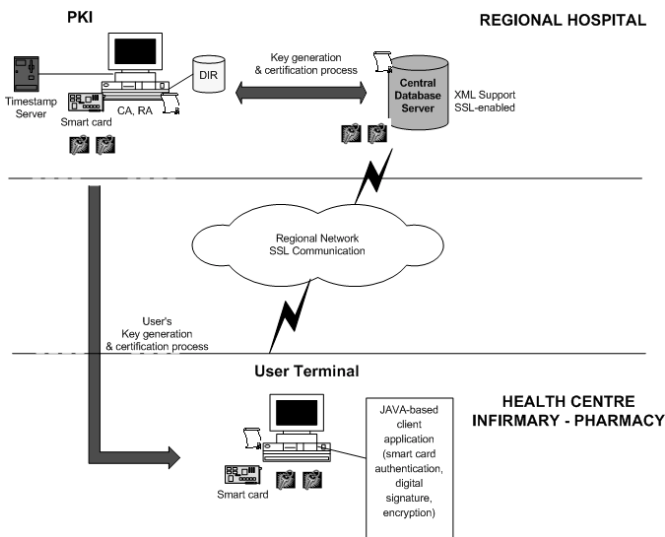 PKI
REGIONAL HOSPITAL
Key generation
& certification process
DIR
Central
Database
Server
XML Support
SSL-enabled
Timestamp
Server
Smart card
CA, RA
Regional Network
SSL Communication
User's
Key generation
& certification process
User Terminal
HEALTH CENTRE
INFIRMARY - PHARMACY
JAVA-based
client
application
(smart card
authentication,
digital
signature,
encryption)
Smart card